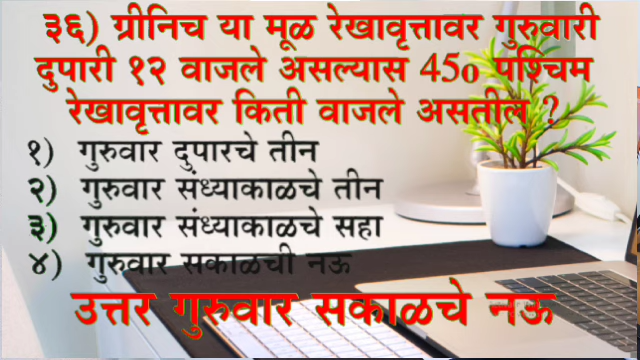 ३६) ग्रीनिच या मूळ रेखावृत्तावर गुरुवारी
दुपारी १२ वाजले असल्यास 45o पश्चिम
रेखावृत्तावर किती वाजले असतील ?
१) गुरुवार दुपारचे तीन
२) गुरुवार संध्याकाळचे तीन
३) गुरुवार संध्याकाळचे सहा
४) गुरुवार सकाळची नऊ
उत्तर गुरुवार सकाळचे नऊ